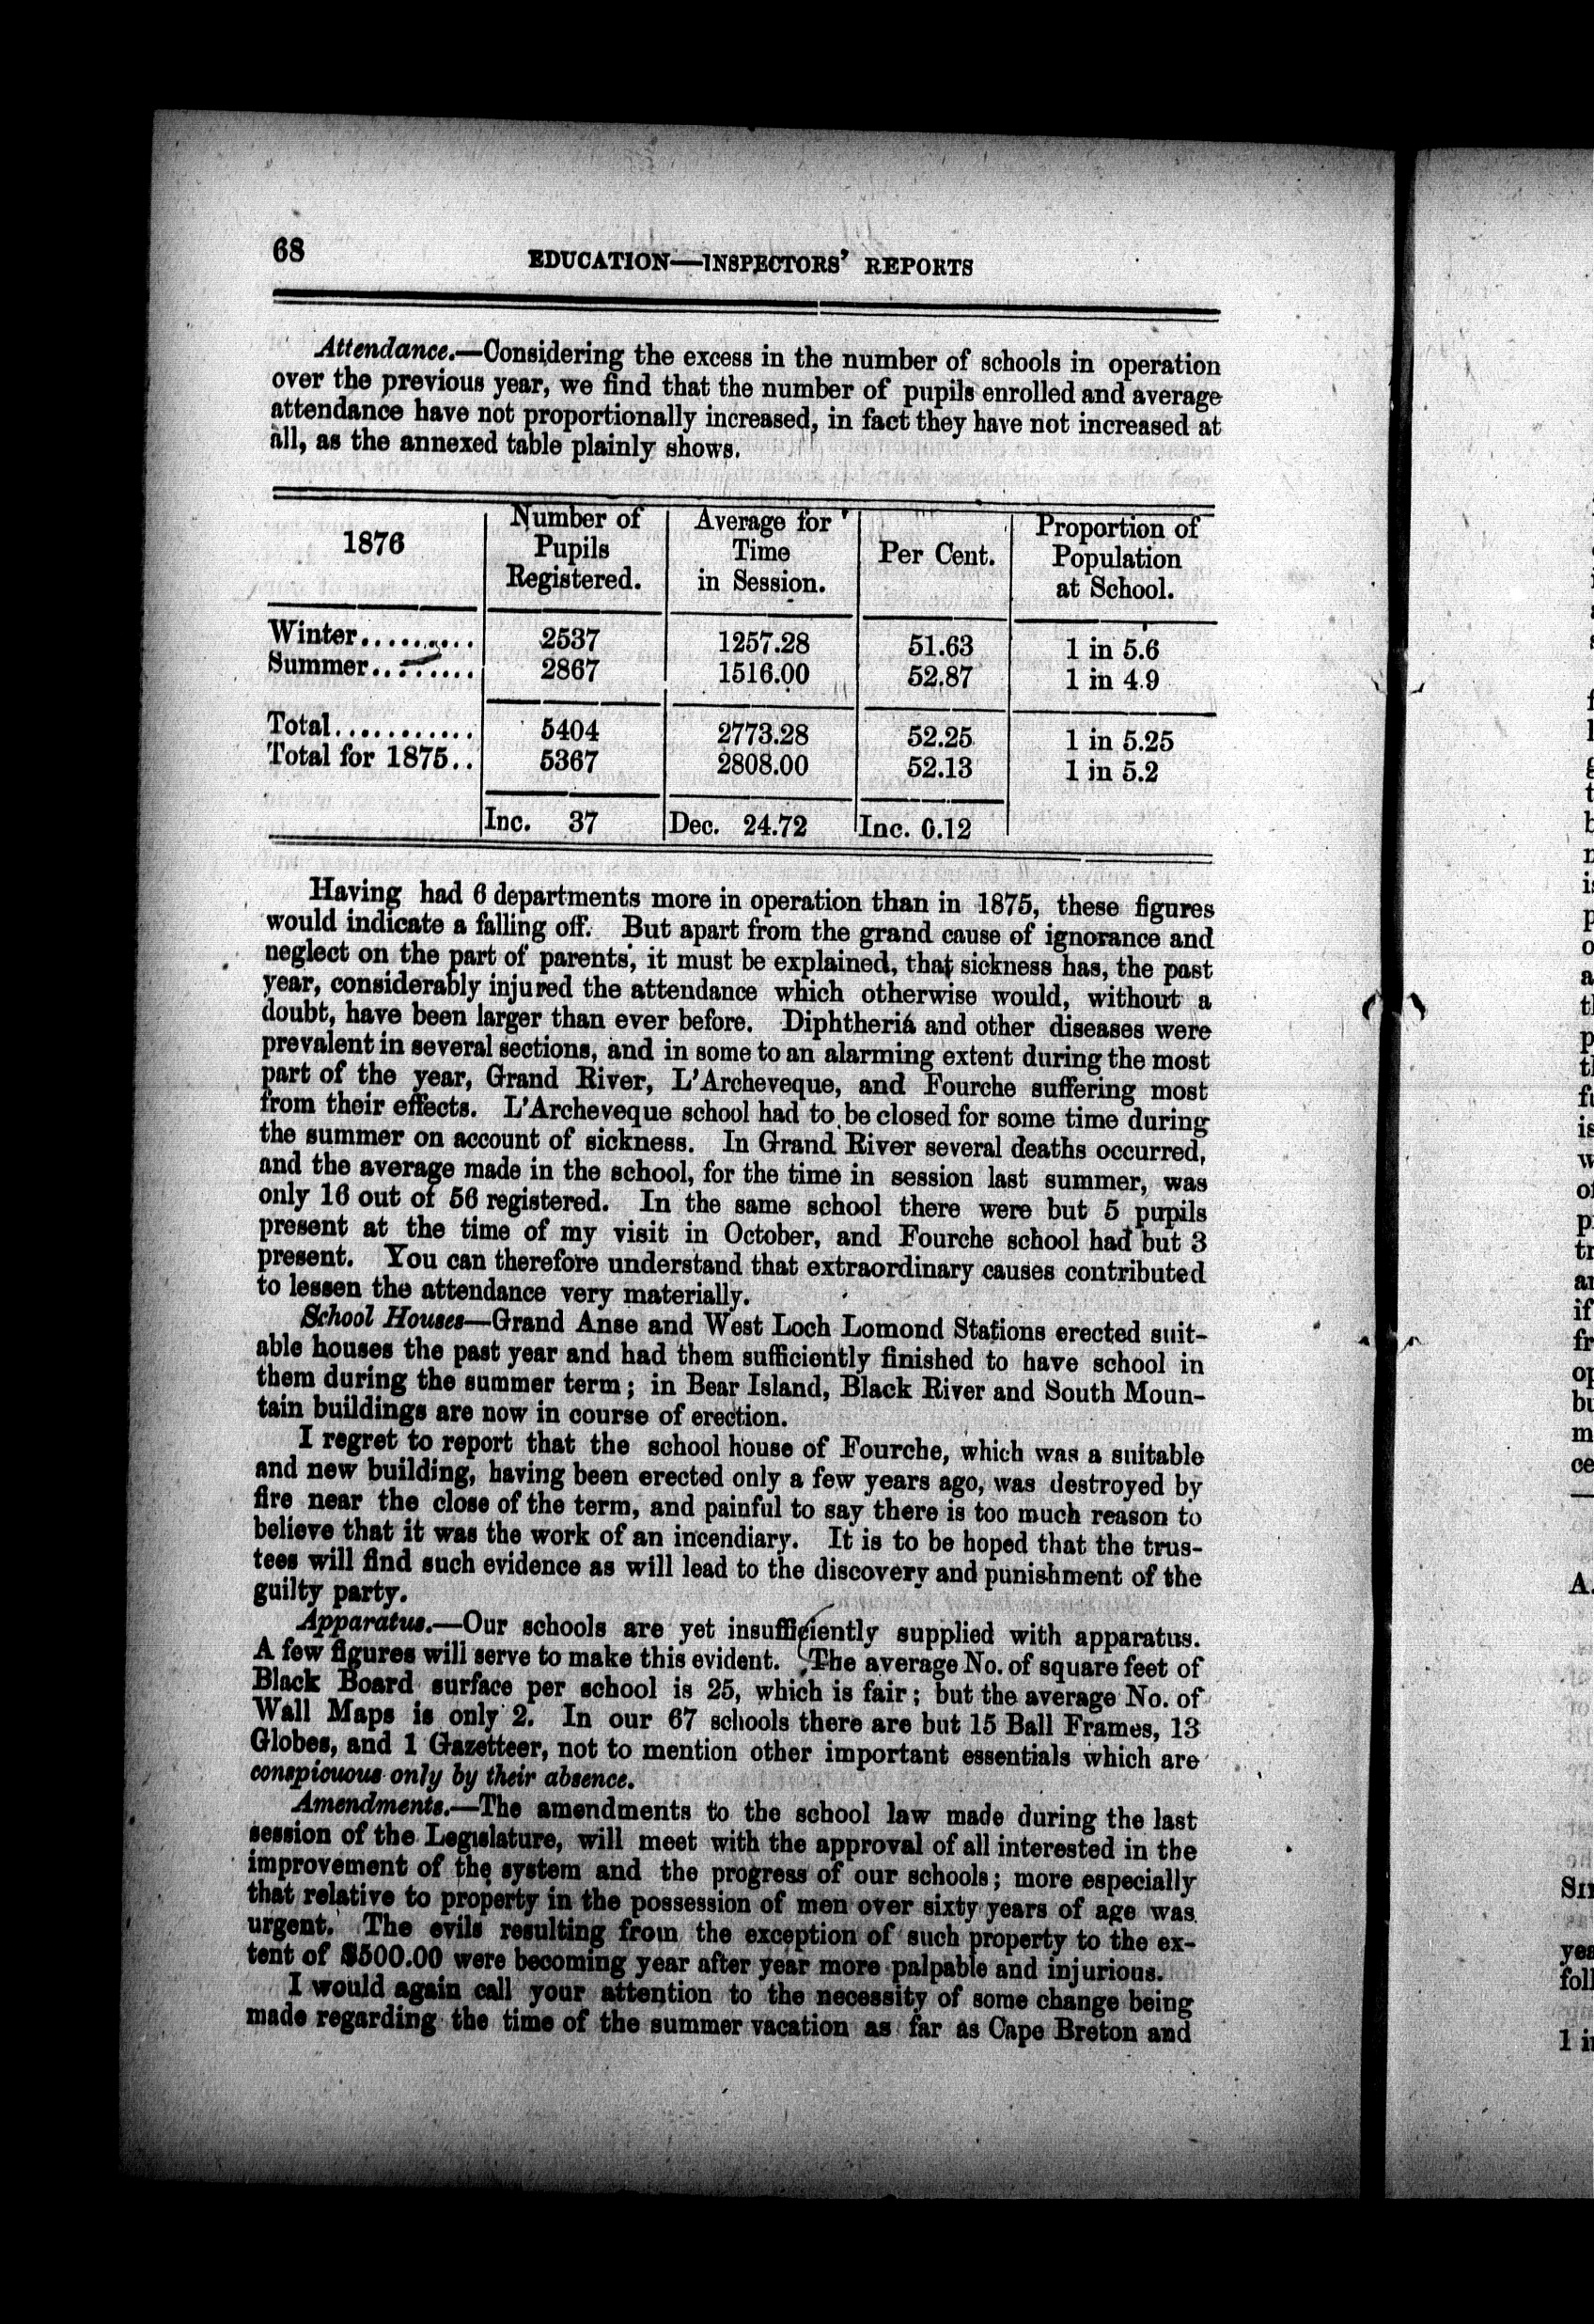 68
EDUCATION—INSPECTORS' REPORTS
Attendance.—Considering the excess in the number of schools in operation
over the previous year, we find that the number of pupils enrolled and average
attendance have not proportionally increased, in fact they have not increased at
all, as the annexed table plainly shows.
1876 Number of Pupils Registered. Average for Time in Session. Per Cent. Proportion of Population at School.
Winter.......... 2537 1257.28 51.63 1 in 5.6
Summer.......... 2867 1516.00 52.87 1 in 4.9
Total........... 5404 2773.28 52.25 1 in 5.25
Total for 1875.. 5367 2808.00 52.13 1 in 5.2
Inc. 37 Dec. 24.72 Inc. 0.12
Having had 6 departments more in operation than in 1875, these figures
would indicate a falling off. But apart from the grand cause of ignorance and
neglect on the part of parents, it must be explained, that sickness has, the past
year, considerably injured the attendance which otherwise would, without a
doubt, have been larger than ever before. Diphtheria and other diseases were
prevalent in several sections, and in some to an alarming extent during the most
part of the year, Grand River, L'Archeveque, and Fourche suffering most
from their effects. L'Archeveque school had to be closed for some time during
the summer on account of sickness. In Grand River several deaths occurred,
and the average made in the school, for the time in session last summer, was
only 16 out of 56 registered. In the same school there were but 5 pupils
present at the time of my visit in October, and Fourche school had but 3
present. You can therefore understand that extraordinary causes contributed
to lessen the attendance very materially.
School Houses—Grand Anse and West Loch Lomond Stations erected suit-
able houses the past year and had them sufficiently finished to have school in
them during the summer term; in Bear Island, Black River and South Moun-
tain buildings are now in course of erection.
I regret to report that the school house of Fourche, which was a suitable
and new building, having been erected only a few years ago, was destroyed by
fire near the close of the term, and painful to say there is too much reason to
believe that it was the work of an incendiary. It is to be hoped that the trus-
tees will find such evidence as will lead to the discovery and punishment of the
guilty party.
Apparatus.—Our schools are yet insufficiently supplied with apparatus.
A few figures will serve to make this evident. The average No. of square feet of
Black Board surface per school is 25, which is fair; but the average No. of
Wall Maps is only 2. In our 67 schools there are but 15 Ball Frames, 13
Globes, and 1 Gazetteer, not to mention other important essentials which are
conspicuous only by their absence.
Amendments.—The amendments to the school law made during the last
session of the Legislature, will meet with the approval of all interested in the
improvement of the system and the progress of our schools; more especially
that relative to property in the possession of men over sixty years of age was
urgent. The evils resulting from the exception of such property to the ex-
tent of $500.00 were becoming year after year more palpable and injurious.
I would again call your attention to the necessity of some change being
made regarding the time of the summer vacation as far as Cape Breton and